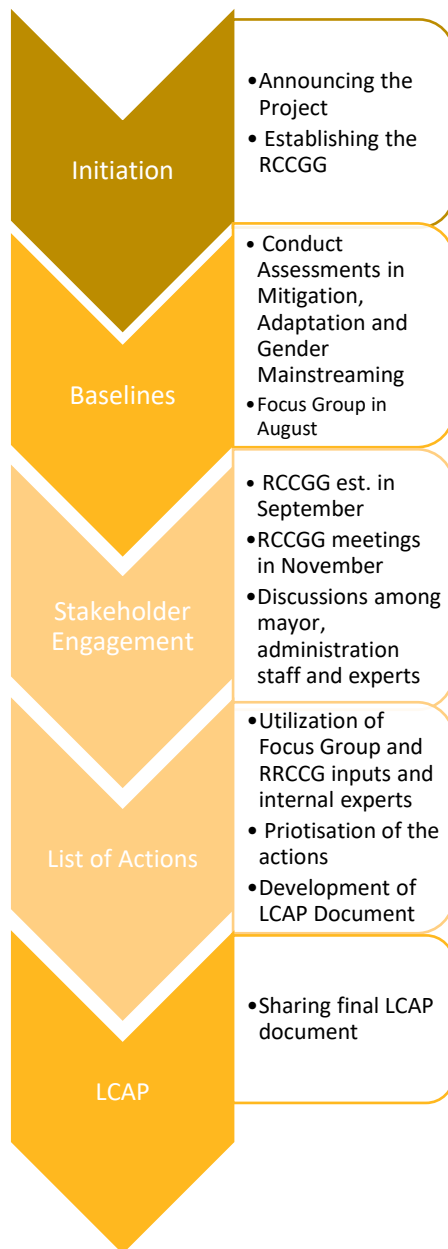 Initiation
•Announcing the
Project
• Establishing the
RCCGG
Baselines
• Conduct
Assessments in
Mitigation,
Adaptation and
Gender
Mainstreaming
•Focus Group in
August
Stakeholder
Engagement
• RCCGG est. in
September
•RCCGG meetings
in November
•Discussions among
mayor,
administration
staff and experts
List of Actions
•Utilization of
Focus Group and
RRCCG inputs and
internal experts
• Priotisation of the
actions
•Development of
LCAP Document
LCAP
•Sharing final LCAP
document